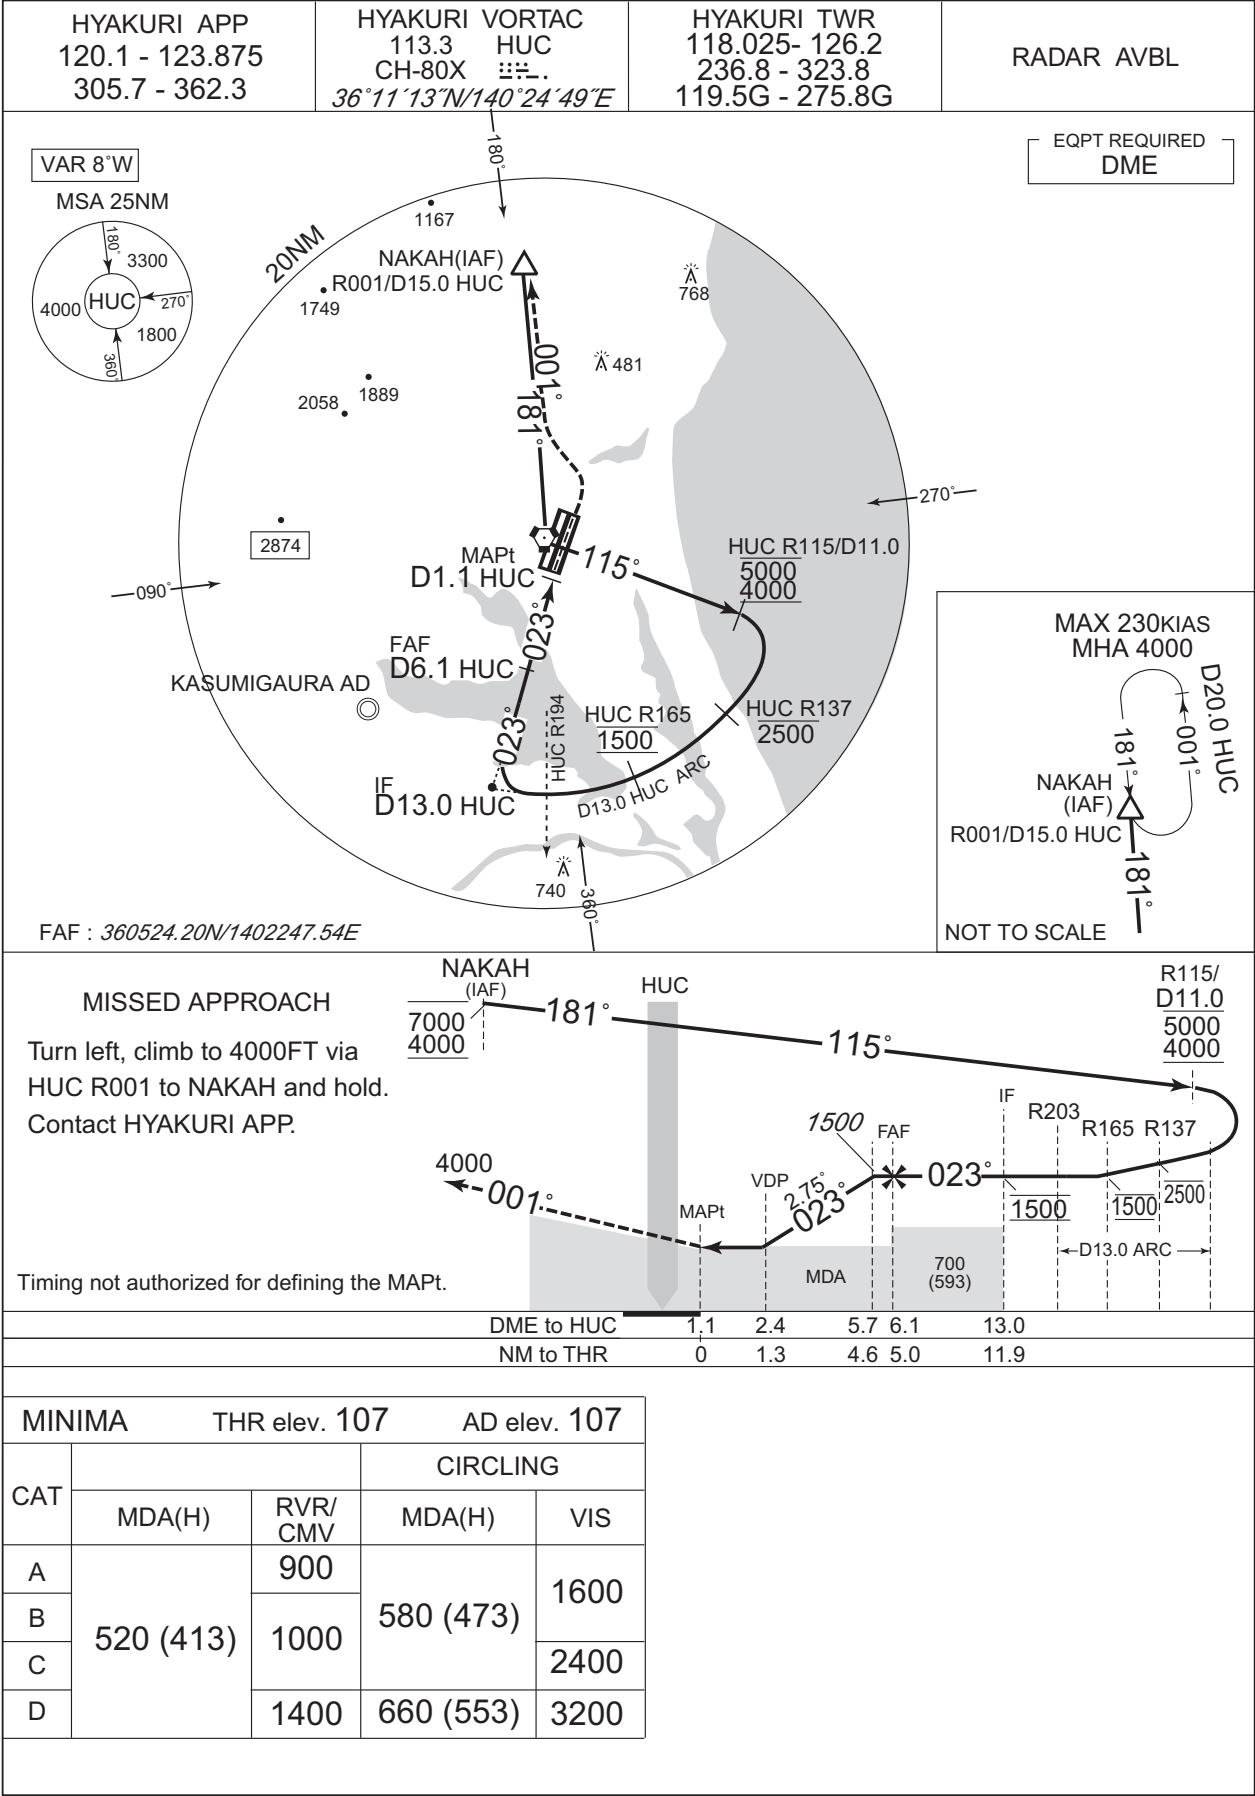 HYAKURI APP
120.1 - 123.875
305.7 - 362.3
HYAKURI VORTAC
113.3 HUC
CH-80X
36°11´13˝N/140°24´49˝E
HYAKURI TWR
118.025- 126.2
236.8 - 323.8
119.5G - 275.8G
RADAR AVBL
VAR 8°W
MSA 25NM
180°
3300
4000
HUC
270°
1800
360°
EQPT REQUIRED
DME
180°
1167
20NM
NAKAH(IAF)
R001/D15.0 HUC
1749
768
001°
481
1889
2058
181°
270°
2874
MAPt
D1.1 HUC
115°
HUC R115/D11.0
5000
4000
090°
023°
FAF
D6.1 HUC
KASUMIGAURA AD
HUC R194
HUC R165
1500
HUC R137
2500
023°
IF
D13.0 HUC
D13.0 HUC ARC
740
360°
FAF : 360524.20N/1402247.54E
MAX 230KIAS
MHA 4000
D20.0 HUC
181°
001°
NAKAH
(IAF)
R001/D15.0 HUC
181°
NOT TO SCALE
MISSED APPROACH
Turn left, climb to 4000FT via
HUC R001 to NAKAH and hold.
Contact HYAKURI APP.
NAKAH
(IAF)
7000
4000
181°
HUC
115°
R115/
D11.0
5000
4000
IF
R203
R165 R137
1500
FAF
023°
1500
1500
2500
4000
001°
VDP
2.75°
023°
MAPt
MDA
700
(593)
D13.0 ARC
Timing not authorized for defining the MAPt.
DME to HUC 1.1 2.4 5.7 6.1 13.0
NM to THR 0 1.3 4.6 5.0 11.9
MINIMA THR elev. 107 AD elev. 107
CAT
CIRCLING
MDA(H)
RVR/
CMV
MDA(H)
VIS
A
B
C
D
520 (413)
900
1000
1400
580 (473)
660 (553)
1600
2400
3200